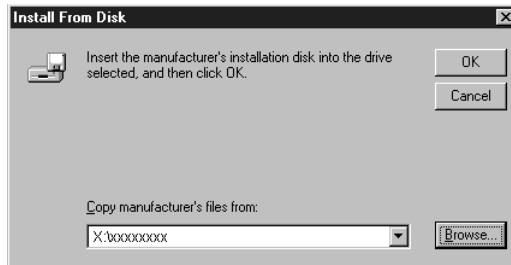 Install From Disk
Insert the manufacturer's installation disk into the drive
selected, and then click OK.
OK
Cancel
Copy manufacturer's files from:
X:\xxxxxxxx
Browse...